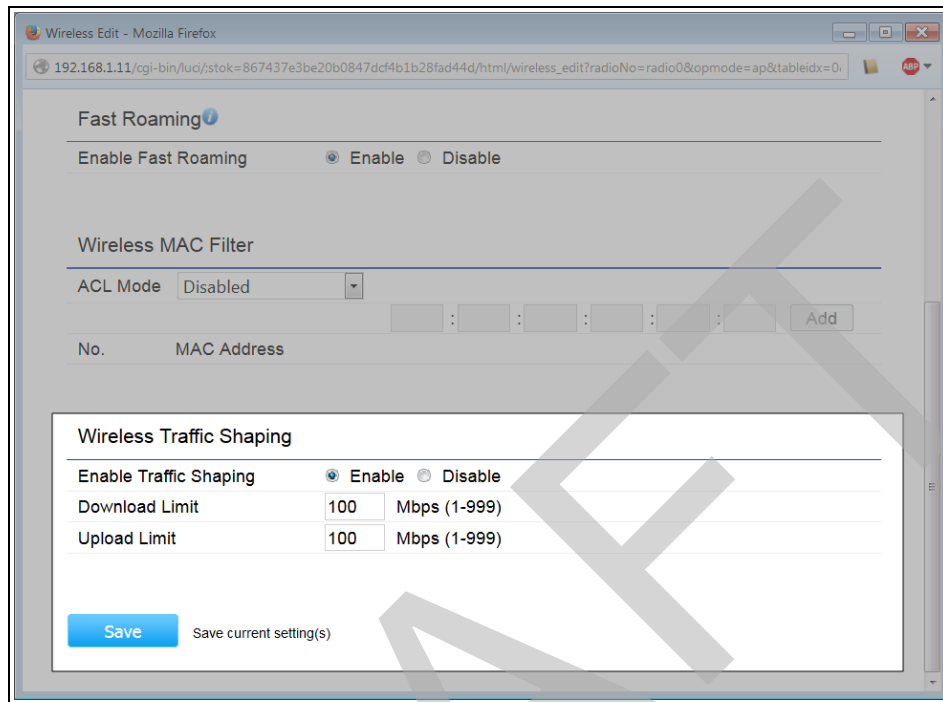 Wireless Edit - Mozilla Firefox
192.168.1.11/cgi-bin/luci/;stok=867437e3be20b0847dcf4b1b28fad44d/html/wireless_edit?radioNo=radio0&opmode=ap&tableidx=0
ABP
Fast Roaming
Enable Fast Roaming Enable Disable
Wireless MAC Filter
ACL Mode Disabled
: : : : : Add
No. MAC Address
Wireless Traffic Shaping
Enable Traffic Shaping Enable Disable
Download Limit 100 Mbps (1-999)
Upload Limit 100 Mbps (1-999)
Save Save current setting(s)